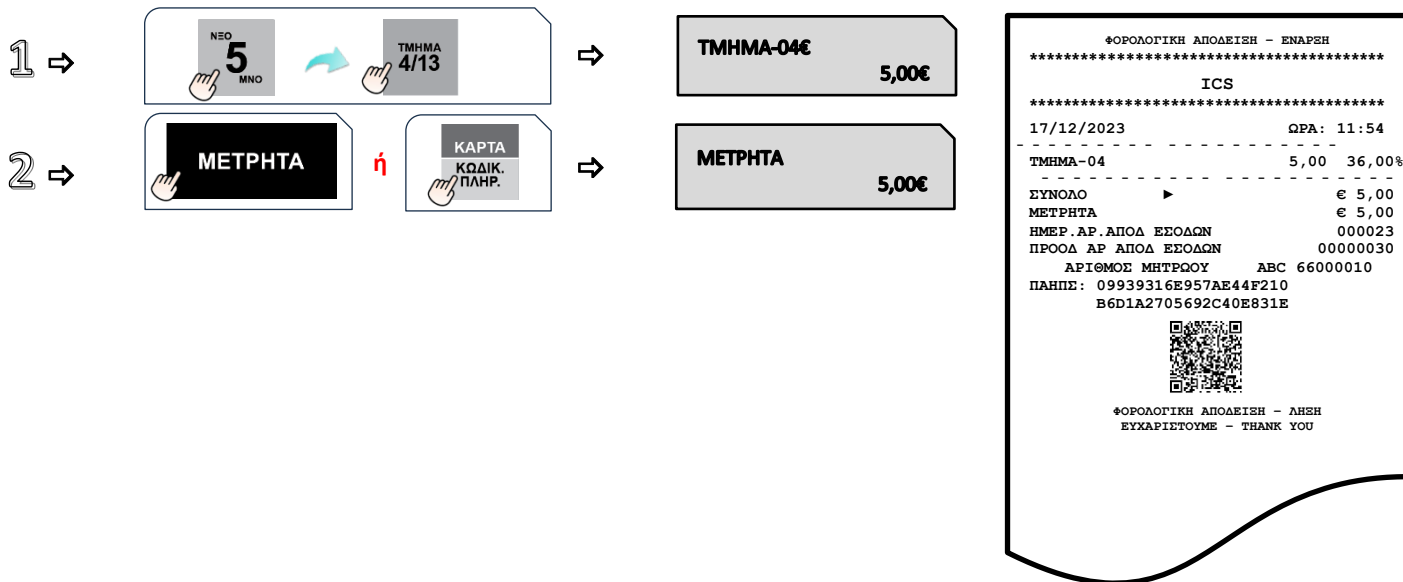 1 ⇨
ΝΞΟ
5
ΜΝΟ
ΤΜΗΜΑ
4/13
⇨
ΤΜΗΜΑ-04€
5,00€
2 ⇨
ΜΕΤΡΗΤΑ
ή
ΚΑΡΤΑ
ΚΩΔΙΚ.
ΠΛΗΡ.
⇨
ΜΕΤΡΗΤΑ
5,00€
ΦΟΡΟΛΟΓΙΚΗ ΑΠΟΔΕΙΞΗ – ΕΝΑΡΞΗ
******************************************
ICS
******************************************
17/12/2023 ΩΡΑ: 11:54
- - - - - - - - - - - - - - - - - - - - -
ΤΜΗΜΑ-04 5,00 36,00%
- - - - - - - - - - - - - - - - - - - - - -
ΣΥΝΟΛΟ ► € 5,00
ΜΕΤΡΗΤΑ € 5,00
ΗΜΕΡ.ΑΡ.ΑΠΟΔ ΕΣΟΔΩΝ 000023
ΠΡΟΟΔ ΑΡ ΑΠΟΔ ΕΣΟΔΩΝ 00000030
ΑΡΙΘΜΟΣ ΜΗΤΡΩΟΥ ABC 66000010
ΠΑΗΠΣ: 09939316E957AE44F210
B6D1A2705692C40E831E
ΦΟΡΟΛΟΓΙΚΗ ΑΠΟΔΕΙΞΗ – ΛΗΞΗ
ΕΥΧΑΡΙΣΤΟΥΜΕ – THANK YOU